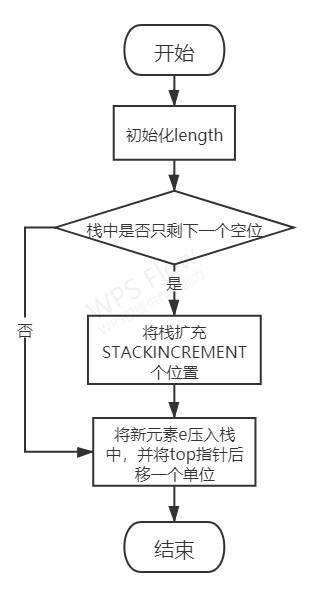 开始
初始化length
栈中是否只剩下一个空位
是
否
将栈扩充
STACKINCREMENT
个位置
将新元素e压入栈
中，并将top指针后
移一个单位
结束
WPS Flow